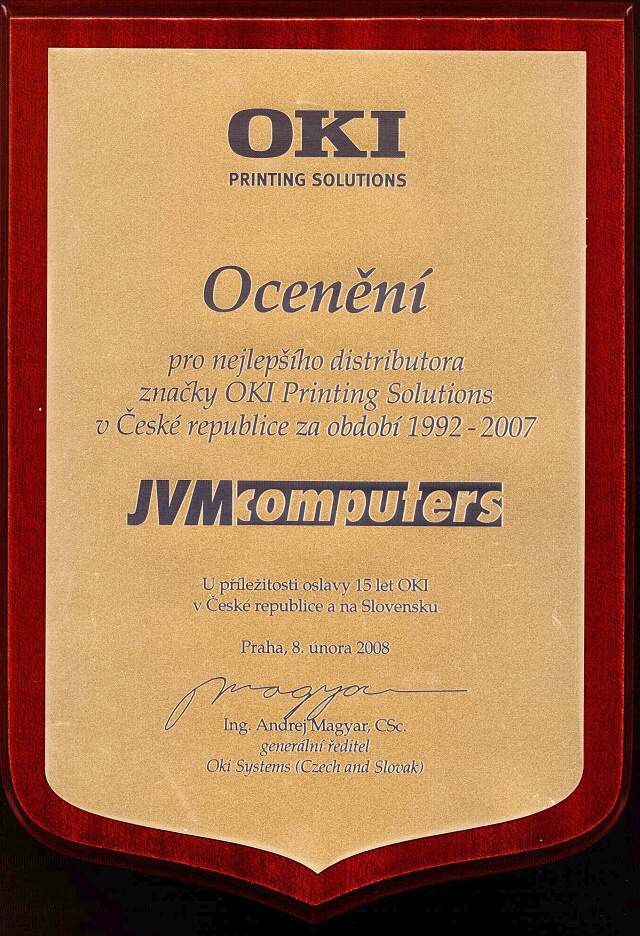 OKI
PRINTING SOLUTIONS
Ocenění
pro nejlepšího distributora
značky OKI Printing Solutions
v České republice za období 1992 - 2007
JVMcomputers
U příležitosti oslavy 15 let OKI
v České republice a na Slovensku
Praha, 8. února 2008
Magyar
Ing. Andrej Magyar, CSc.
generální ředitel
Oki Systems (Czech and Slovak)